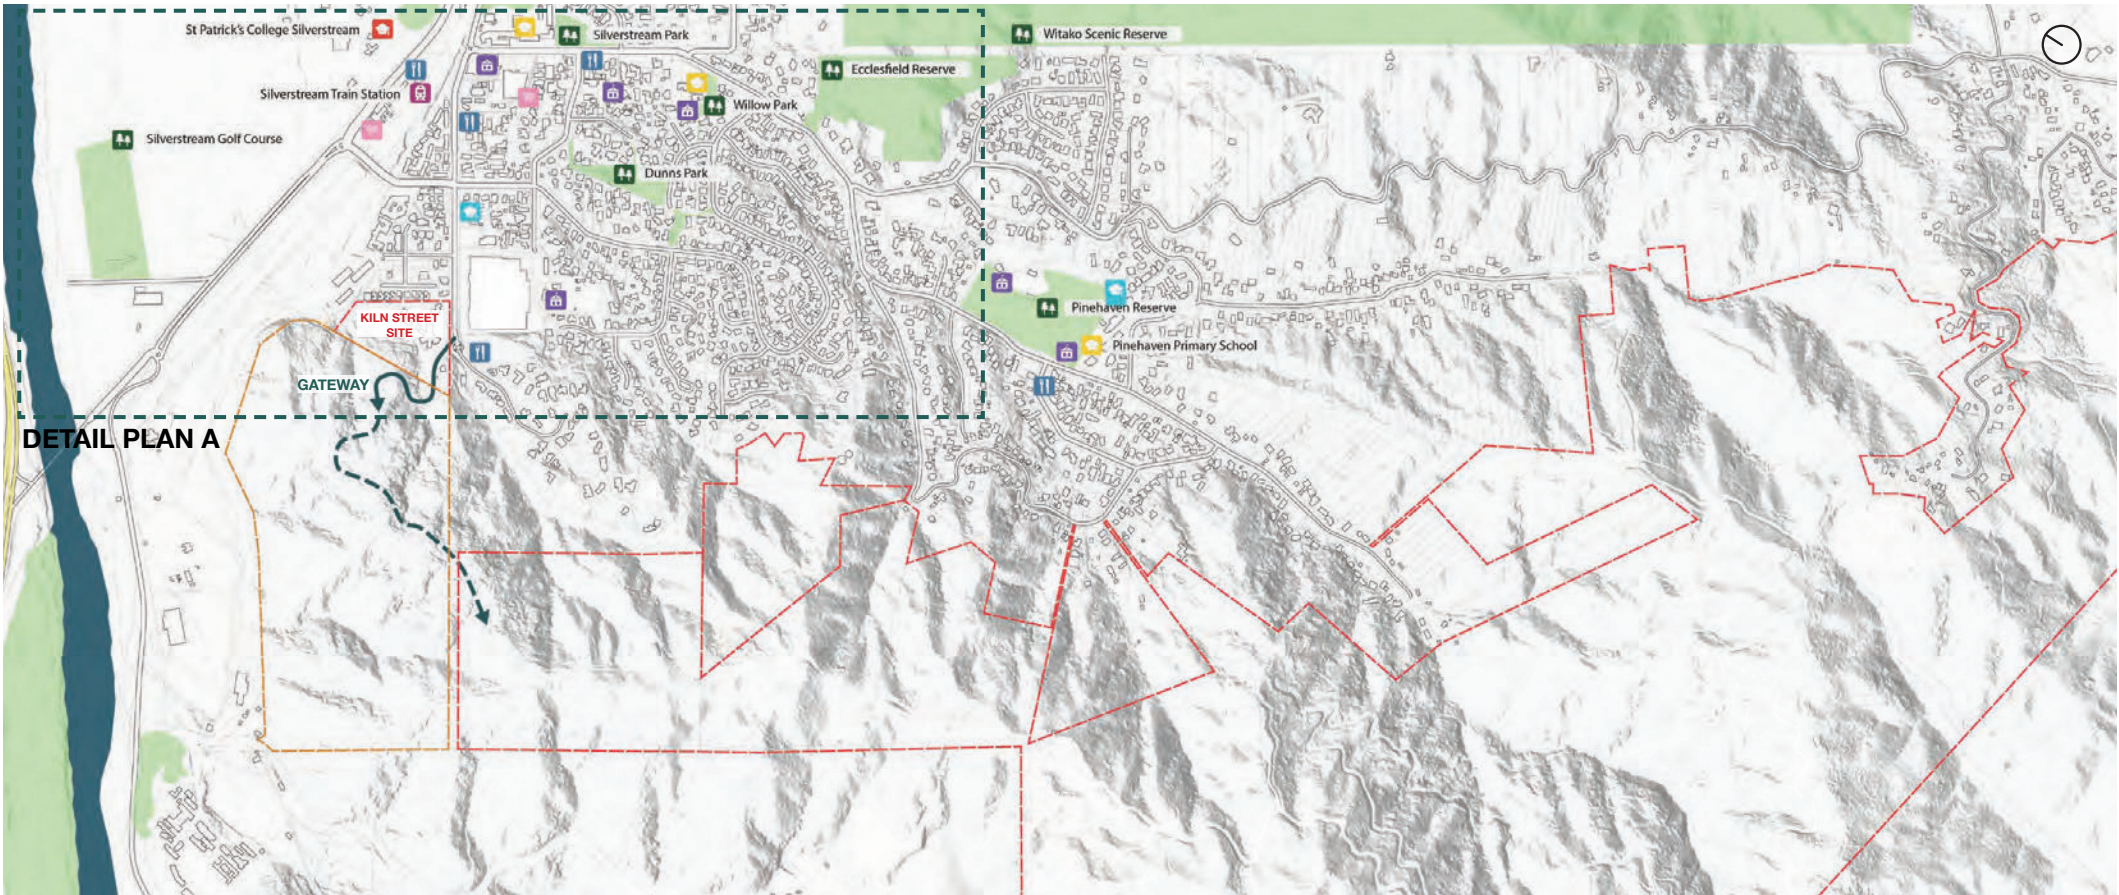 St Patrick's College Silverstream
Silverstream Park
Witako Scenic Reserve
Ecclesfield Reserve
Silverstream Train Station
Willow Park
Silverstream Golf Course
Dunns Park
Pinehaven Reserve
KILN STREET
SITE
Pinehaven Primary School
GATEWAY
DETAIL PLAN A